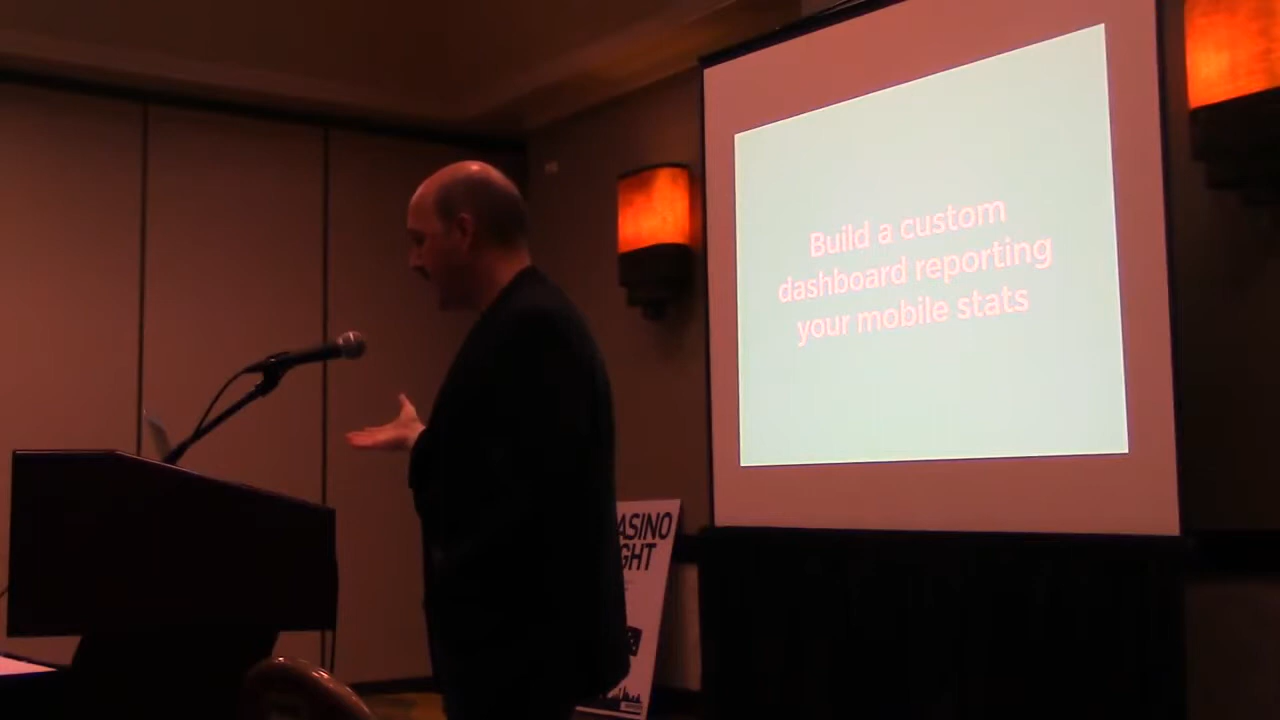 Build a custom
dashboard reporting
your mobile stats
ASINO
GHT